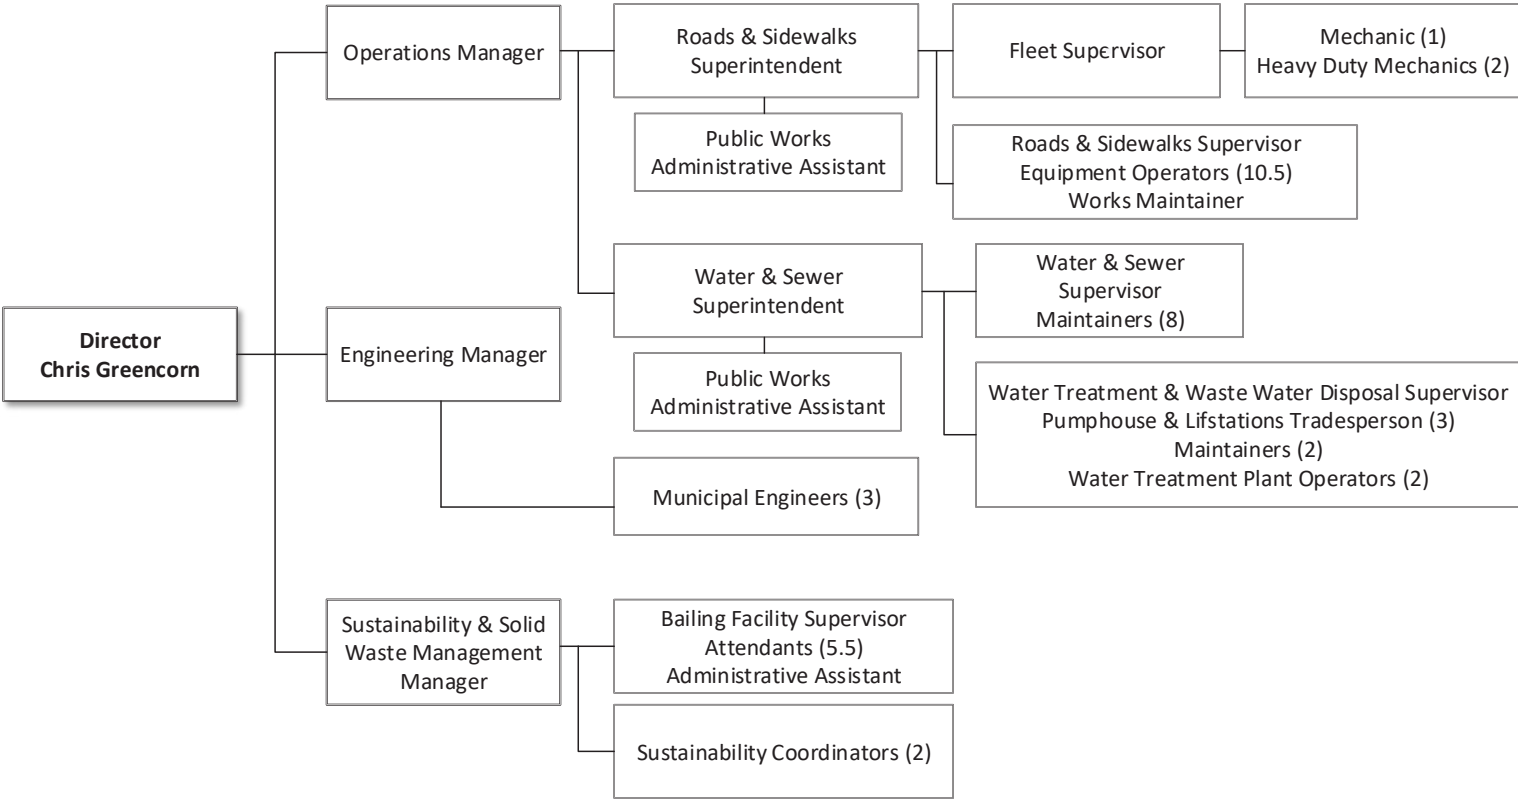 Operations Manager
Roads & Sidewalks
Superintendent
Fleet Supervisor
Mechanic (1)
Heavy Duty Mechanics (2)
Public Works
Administrative Assistant
Roads & Sidewalks Supervisor
Equipment Operators (10.5)
Works Maintainer
Water & Sewer
Superintendent
Water & Sewer
Supervisor
Maintainers (8)
Director
Chris Greencorn
Engineering Manager
Public Works
Administrative Assistant
Water Treatment & Waste Water Disposal Supervisor
Pumphouse & Lifstations Tradesperson (3)
Maintainers (2)
Water Treatment Plant Operators (2)
Municipal Engineers (3)
Sustainability & Solid
Waste Management
Manager
Bailing Facility Supervisor
Attendants (5.5)
Administrative Assistant
Sustainability Coordinators (2)